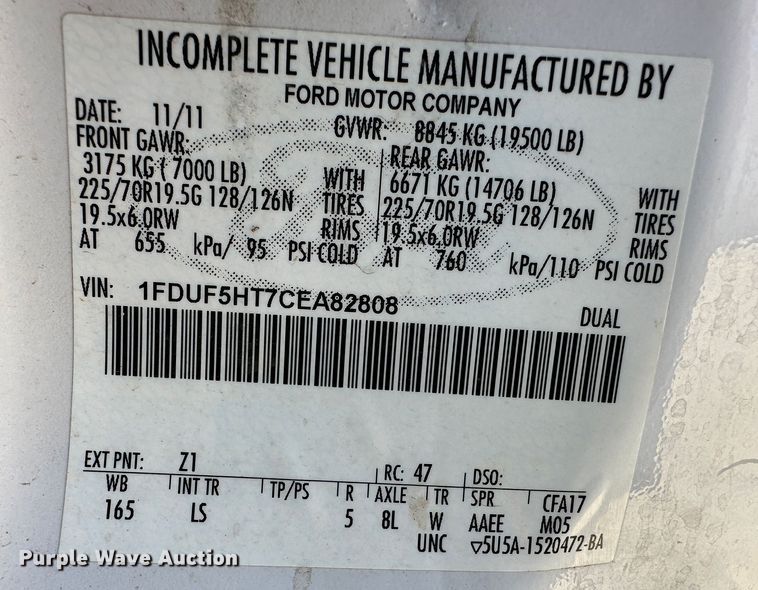 INCOMPLETE VEHICLE MANUFACTURED BY
FORD MOTOR COMPANY
DATE: 11/11 GVWR: 8845 KG (19500 LB)
FRONT GAWR: REAR GAWR:
3175 KG ( 7000 LB) WITH 6671 KG (14706 LB) WITH
225/70R19.5G 128/126N TIRES 225/70R19.5G 128/126N TIRES
19.5x6.0RW RIMS 19.5x6.0RW RIMS
AT 655 kPa/ 95 PSI COLD AT 760 kPa/110 PSI COLD
VIN: 1FDUF5HT7CEA82808
DUAL
EXT PNT: Z1 RC: 47 DSO:
WB INT TR TP/PS R AXLE TR SPR CFA17
165 LS 5 8L W AAEE M05
UNC ▽5U5A-1520472-BA
Purple Wave Auction